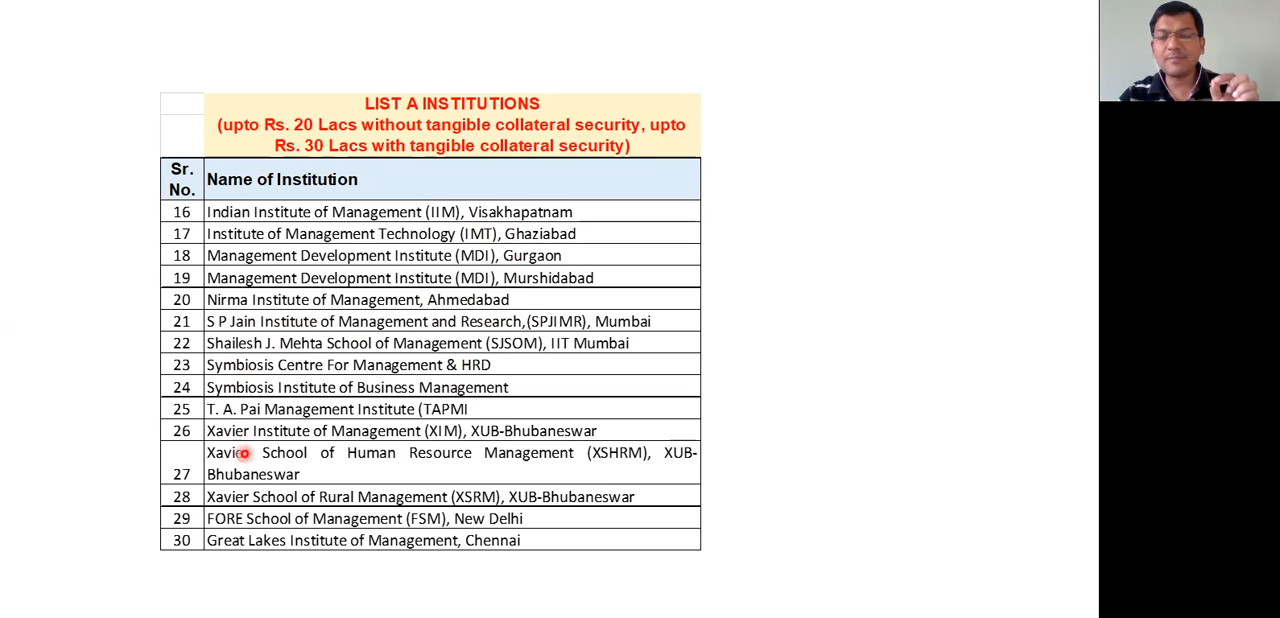 LIST A INSTITUTIONS
(upto Rs. 20 Lacs without tangible collateral security, upto
Rs. 30 Lacs with tangible collateral security)
Sr.
No. Name of Institution
16 Indian Institute of Management (IIM), Visakhapatnam
17 Institute of Management Technology (IMT), Ghaziabad
18 Management Development Institute (MDI), Gurgaon
19 Management Development Institute (MDI), Murshidabad
20 Nirma Institute of Management, Ahmedabad
21 S P Jain Institute of Management and Research,(SPJIMR), Mumbai
22 Shailesh J. Mehta School of Management (SJSOM), IIT Mumbai
23 Symbiosis Centre For Management & HRD
24 Symbiosis Institute of Business Management
25 T. A. Pai Management Institute (TAPMI
26 Xavier Institute of Management (XIM), XUB-Bhubaneswar
Xavier School of Human Resource Management (XSHRM), XUB-
27 Bhubaneswar
28 Xavier School of Rural Management (XSRM), XUB-Bhubaneswar
29 FORE School of Management (FSM), New Delhi
30 Great Lakes Institute of Management, Chennai